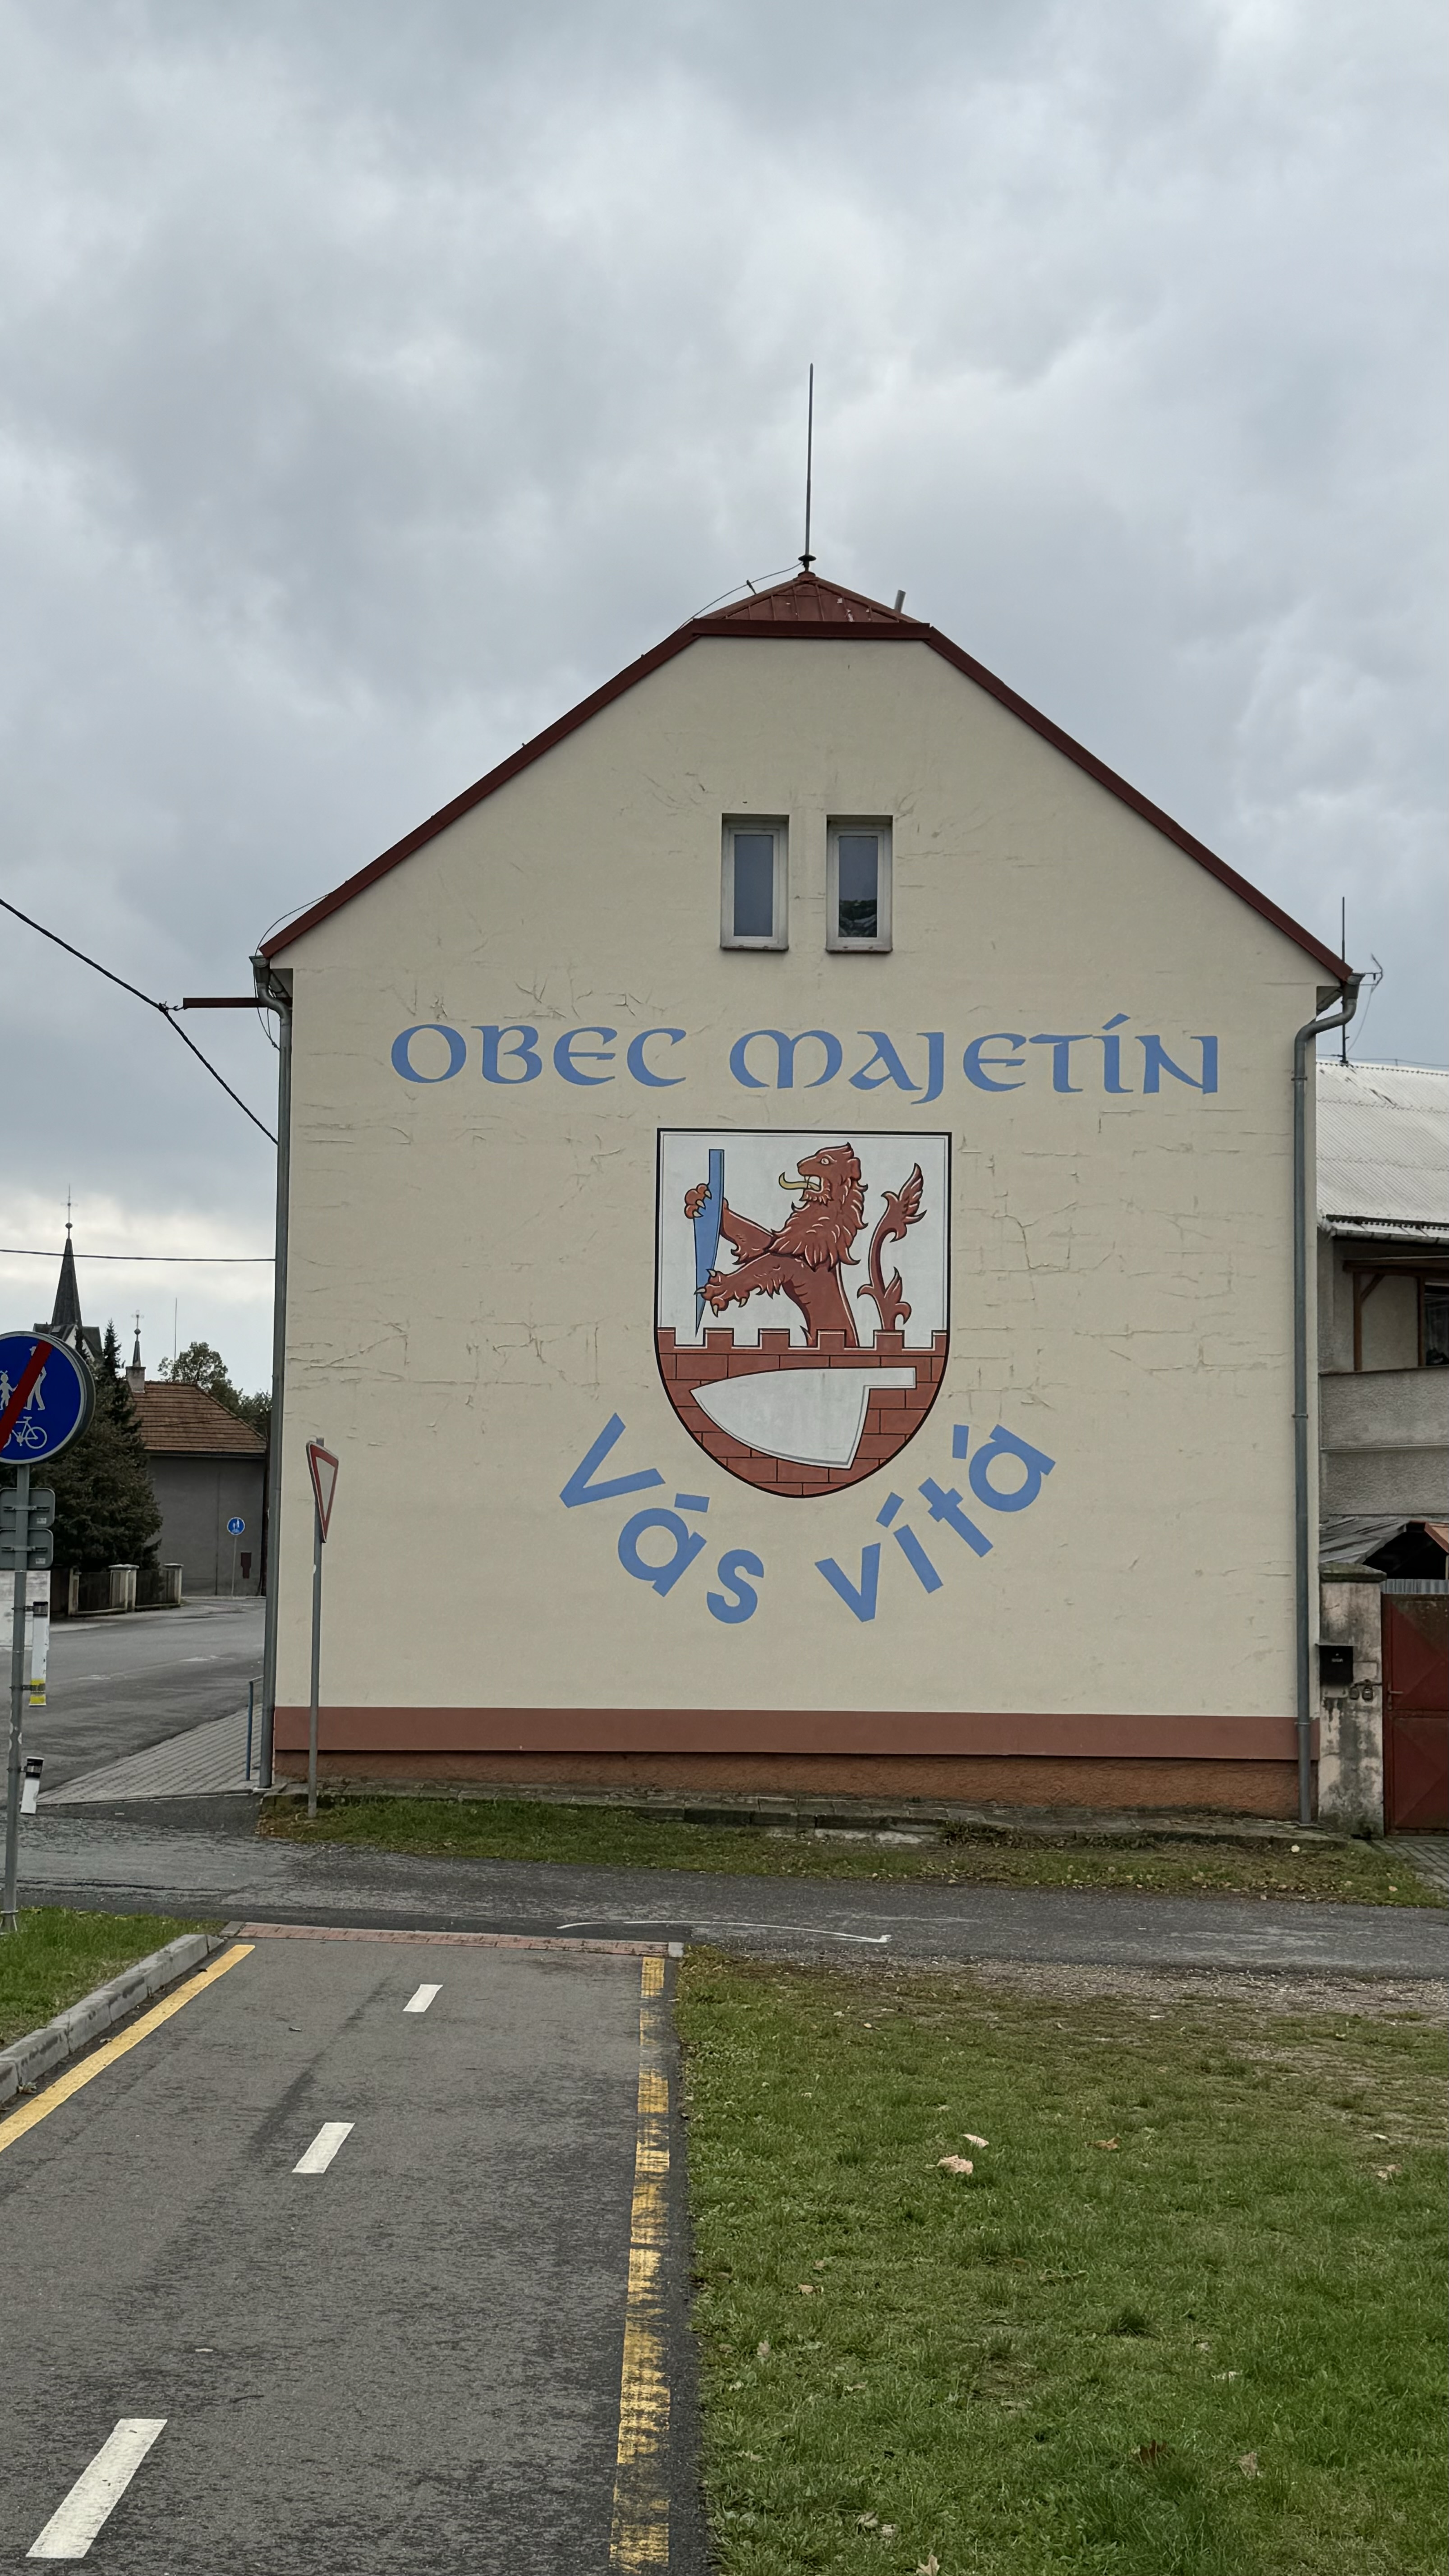 OBEC MAJETÍN
Vás vítá